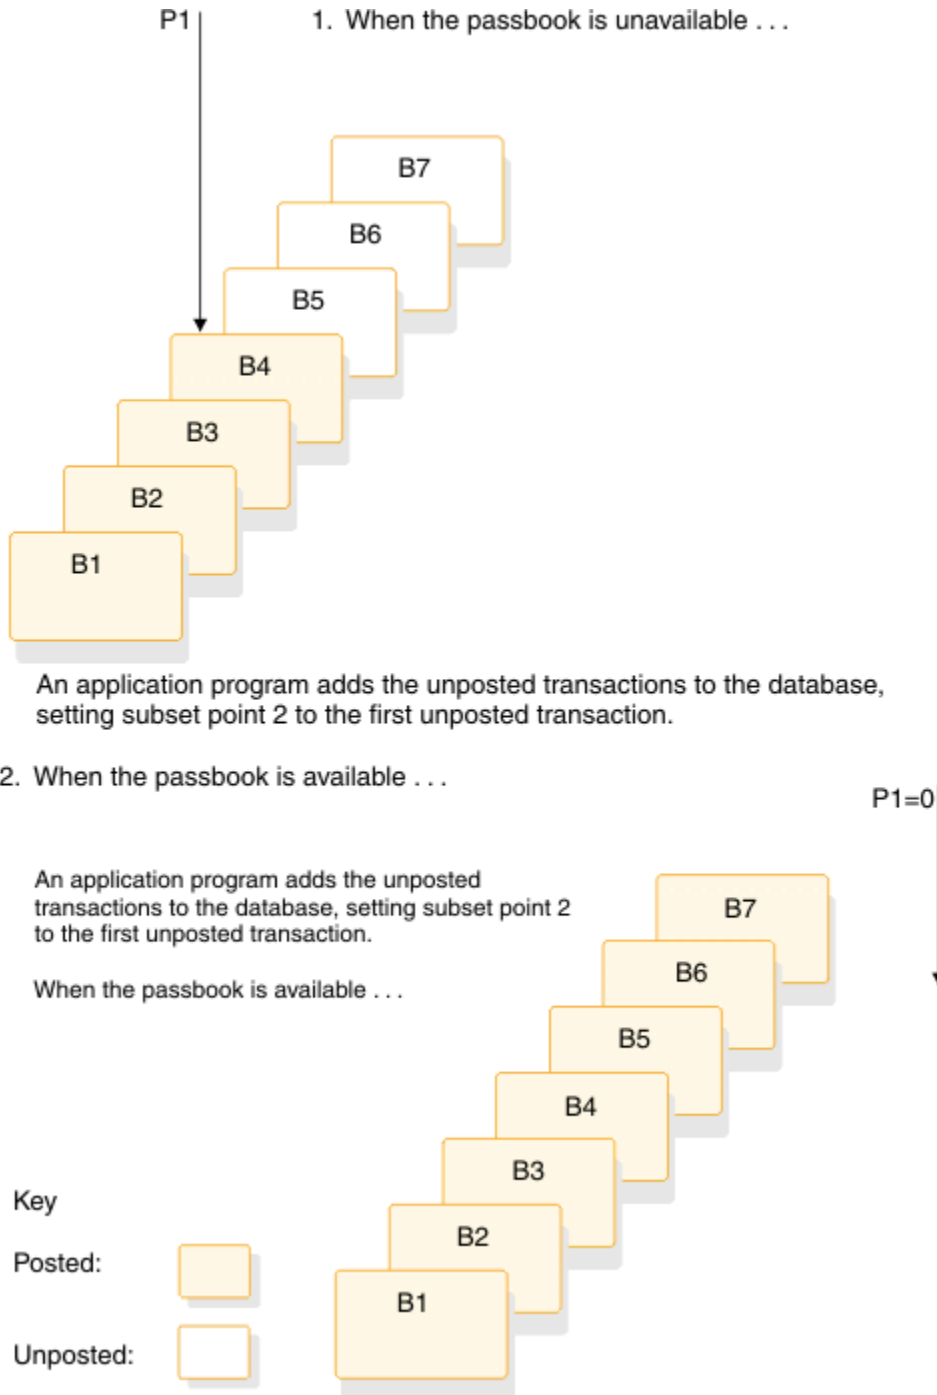 P1
1. When the passbook is unavailable . . .
B7
B6
B5
B4
B3
B2
B1
An application program adds the unposted transactions to the database,
setting subset point 2 to the first unposted transaction.
2. When the passbook is available . . .
P1=0
An application program adds the unposted
transactions to the database, setting subset point 2
to the first unposted transaction.
When the passbook is available . . .
B7
B6
B5
B4
B3
B2
B1
Key
Posted:
Unposted: